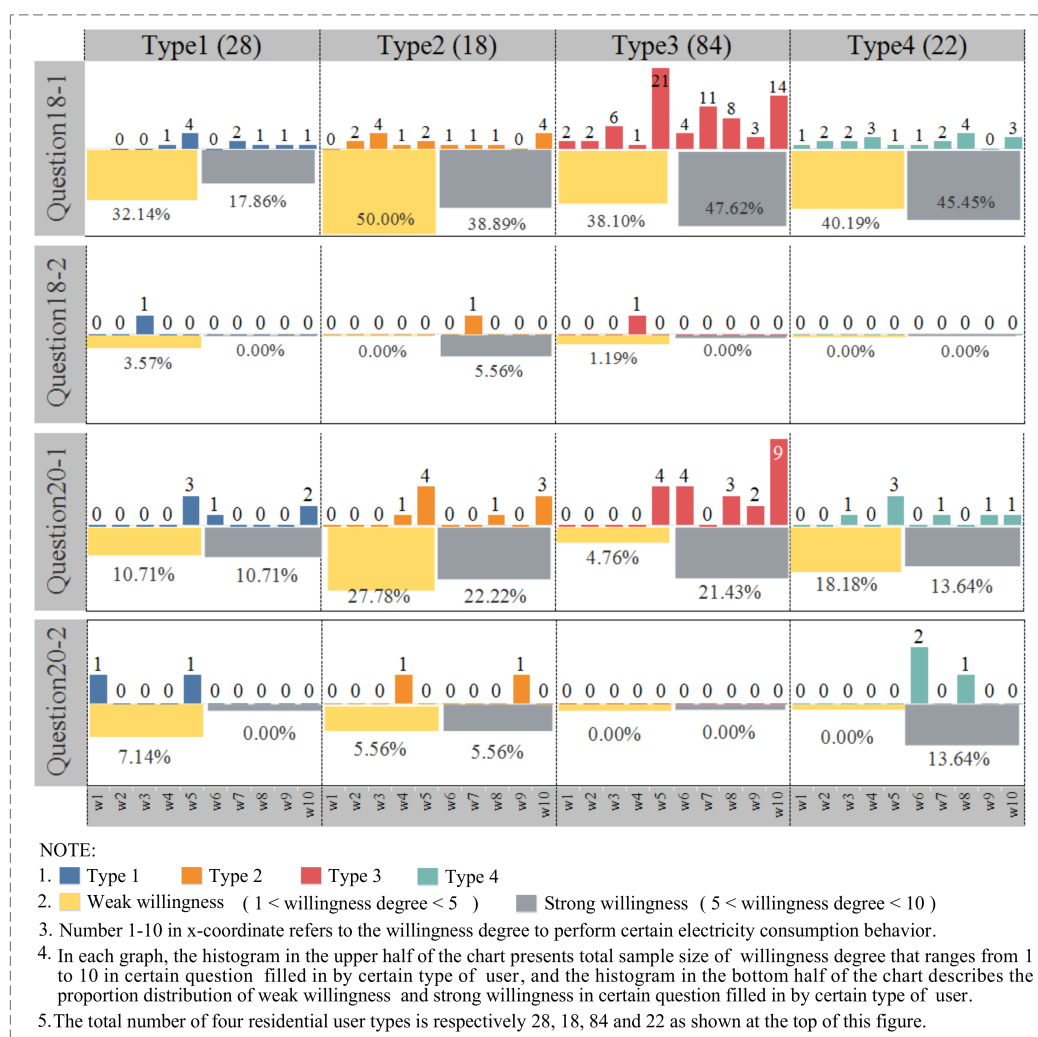 Type1 (28) Type2 (18) Type3 (84) Type4 (22)
Question18-1
0 0 1 4 0 2 1 1 1 0 2 4 1 2 1 1 1 0 4 2 2 6 1 21 4 11 8 3 14 1 2 2 3 1 1 2 4 0 3
32.14% 17.86% 50.00% 38.89% 38.10% 47.62% 40.19% 45.45%
Question18-2
0 0 1 0 0 0 0 0 0 0 0 0 0 0 0 0 1 0 0 0 0 0 0 1 0 0 0 0 0 0 0 0 0 0 0 0 0 0 0 0
3.57% 0.00% 0.00% 5.56% 1.19% 0.00% 0.00% 0.00%
Question20-1
0 0 0 0 3 1 0 0 0 2 0 0 0 1 4 0 0 1 0 3 0 0 0 0 4 4 0 3 2 9 0 0 1 0 3 0 1 0 1 1
10.71% 10.71% 27.78% 22.22% 4.76% 21.43% 18.18% 13.64%
Question20-2
1 0 0 0 1 0 0 0 0 0 0 0 0 1 0 0 0 0 1 0 0 0 0 0 0 0 0 0 0 0 0 0 0 0 0 2 0 1 0 0
7.14% 0.00% 5.56% 5.56% 0.00% 0.00% 0.00% 13.64%
w1 w2 w3 w4 w5 w6 w7 w8 w9 w10 w1 w2 w3 w4 w5 w6 w7 w8 w9 w10 w1 w2 w3 w4 w5 w6 w7 w8 w9 w10 w1 w2 w3 w4 w5 w6 w7 w8 w9 w10
NOTE:
1. Type 1 Type 2 Type 3 Type 4
2. Weak willingness ( 1 < willingness degree < 5 ) Strong willingness ( 5 < willingness degree < 10 )
3. Number 1-10 in x-coordinate refers to the willingness degree to perform certain electricity consumption behavior.
4. In each graph, the histogram in the upper half of the chart presents total sample size of willingness degree that ranges from 1
to 10 in certain question filled in by certain type of user, and the histogram in the bottom half of the chart describes the
proportion distribution of weak willingness and strong willingness in certain question filled in by certain type of user.
5. The total number of four residential user types is respectively 28, 18, 84 and 22 as shown at the top of this figure.